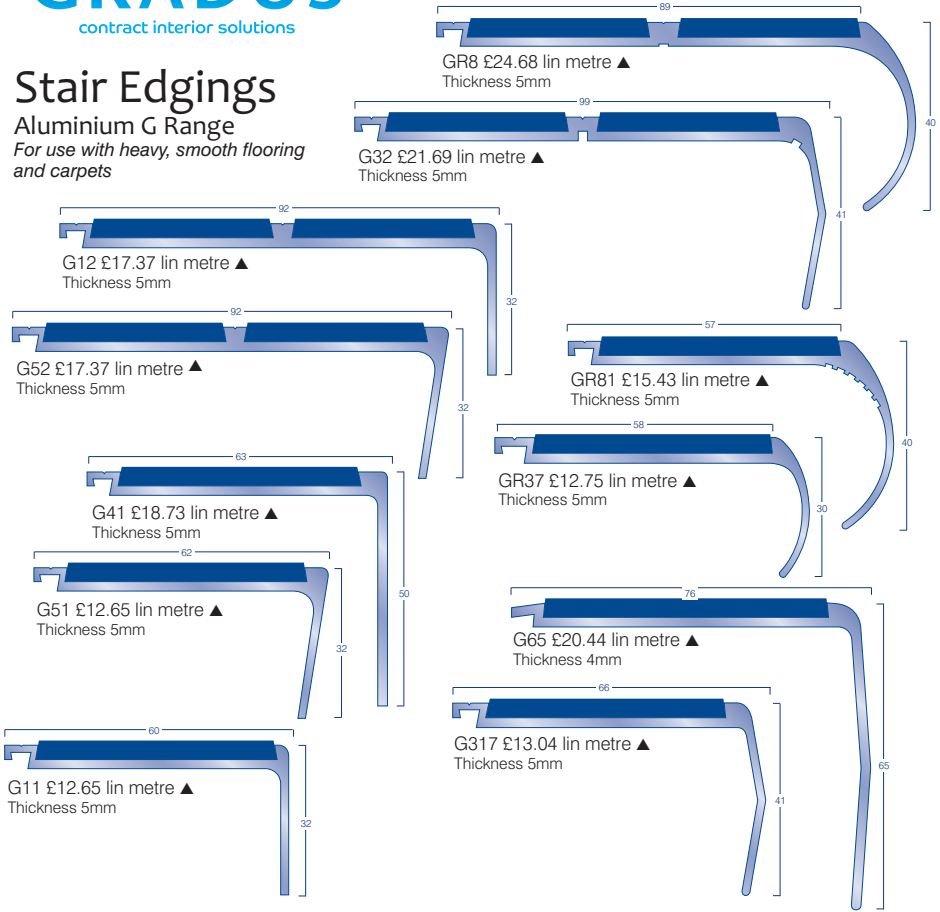 GRADUS
contract interior solutions
Stair Edgings
Aluminium G Range
For use with heavy, smooth flooring
and carpets
89
GR8 £24.68 lin metre ▲
Thickness 5mm
40
99
G32 £21.69 lin metre ▲
Thickness 5mm
41
92
G12 £17.37 lin metre ▲
Thickness 5mm
32
92
G52 £17.37 lin metre ▲
Thickness 5mm
32
57
GR81 £15.43 lin metre ▲
Thickness 5mm
40
58
GR37 £12.75 lin metre ▲
Thickness 5mm
30
63
G41 £18.73 lin metre ▲
Thickness 5mm
50
62
G51 £12.65 lin metre ▲
Thickness 5mm
32
76
G65 £20.44 lin metre ▲
Thickness 4mm
65
66
G317 £13.04 lin metre ▲
Thickness 5mm
41
60
G11 £12.65 lin metre ▲
Thickness 5mm
32